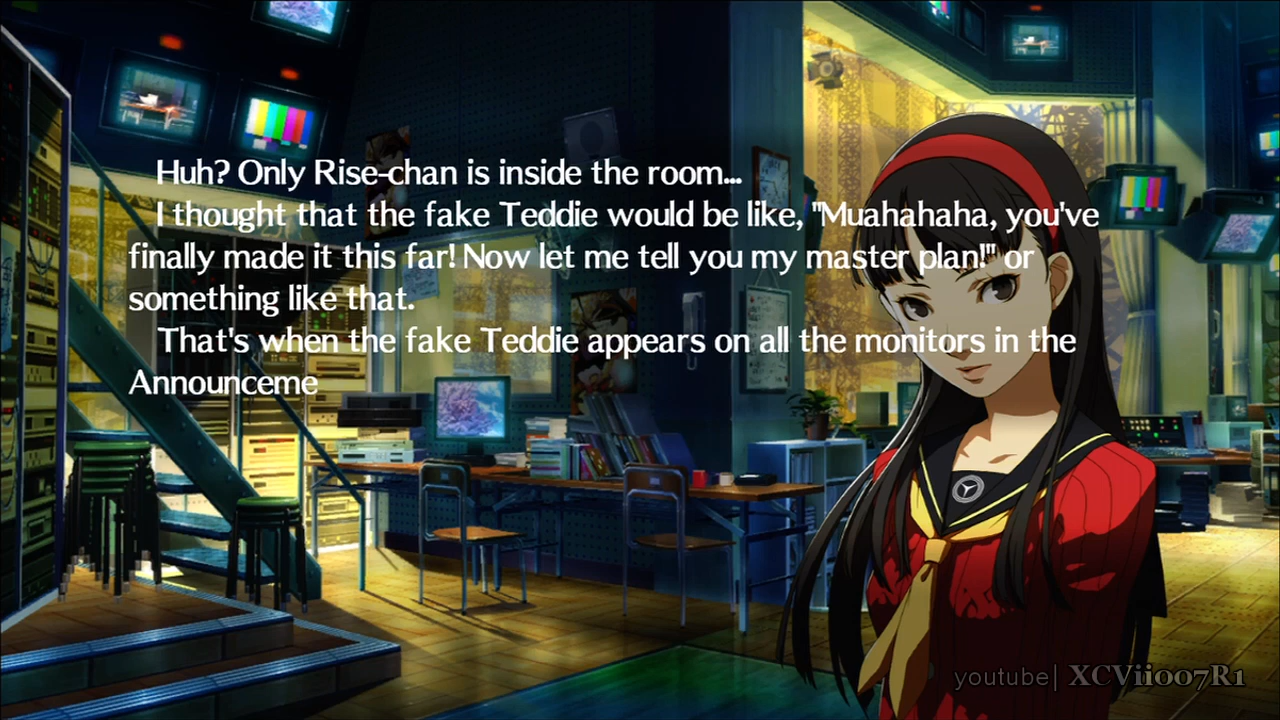 Huh? Only Rise-chan is inside the room...
I thought that the fake Teddie would be like, "Muahahaha, you've
finally made it this far! Now let me tell you my master plan!" or
something like that.
That's when the fake Teddie appears on all the monitors in the
Announceme
youtube| XCVii007R1